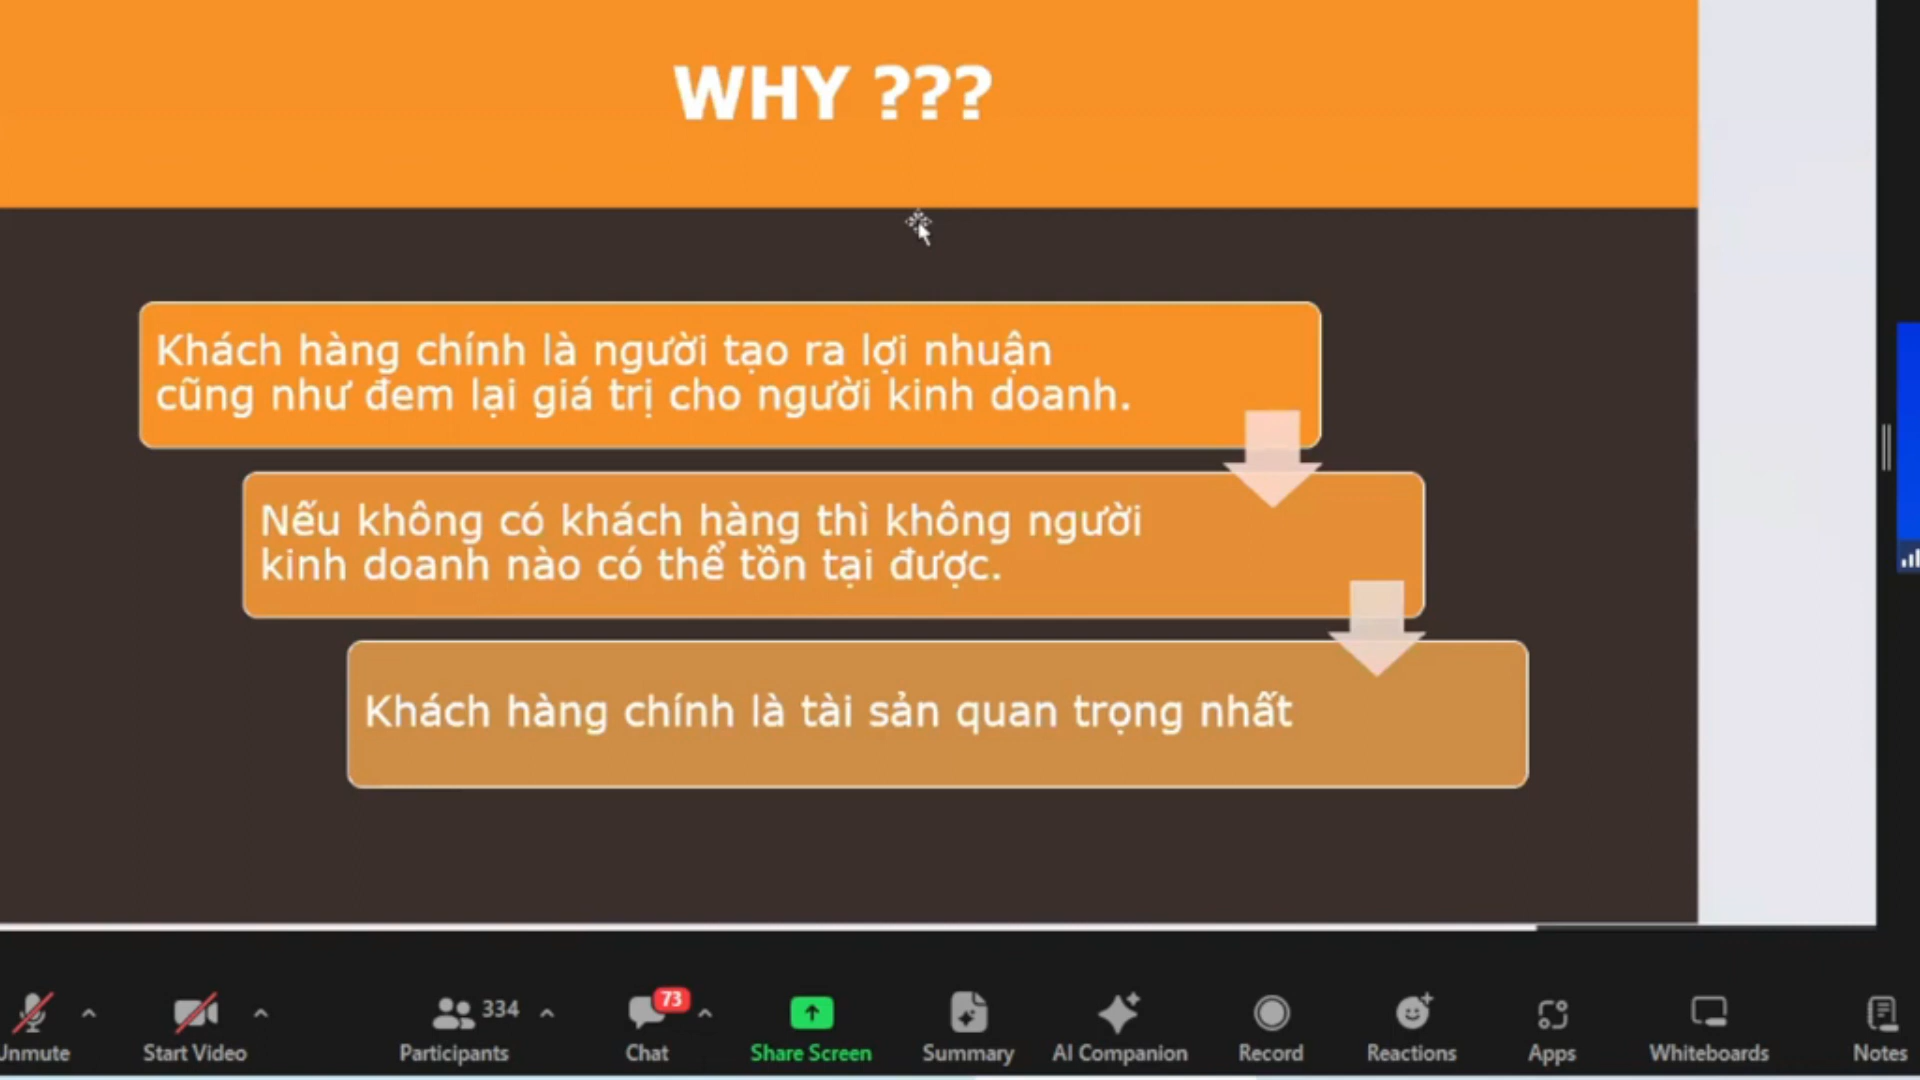 WHY ???
Khách hàng chính là người tạo ra lợi nhuận
cũng như đem lại giá trị cho người kinh doanh.
Nếu không có khách hàng thì không người
kinh doanh nào có thể tồn tại được.
Khách hàng chính là tài sản quan trọng nhất
334
73
Unmute
Start Video
Participants
Chat
Share Screen
Summary
AI Companion
Record
Reactions
Apps
Whiteboards
Notes